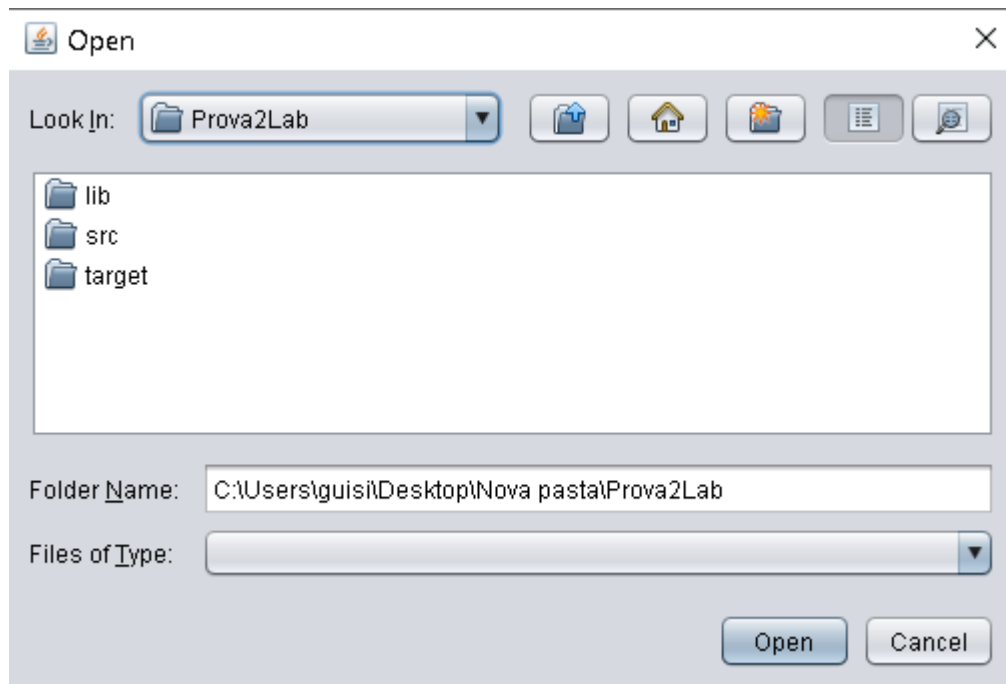 Open
Look In: Prova2Lab
lib
src
target
Folder Name: C:\Users\guisi\Desktop\Nova pasta\Prova2Lab
Files of Type:
Open Cancel